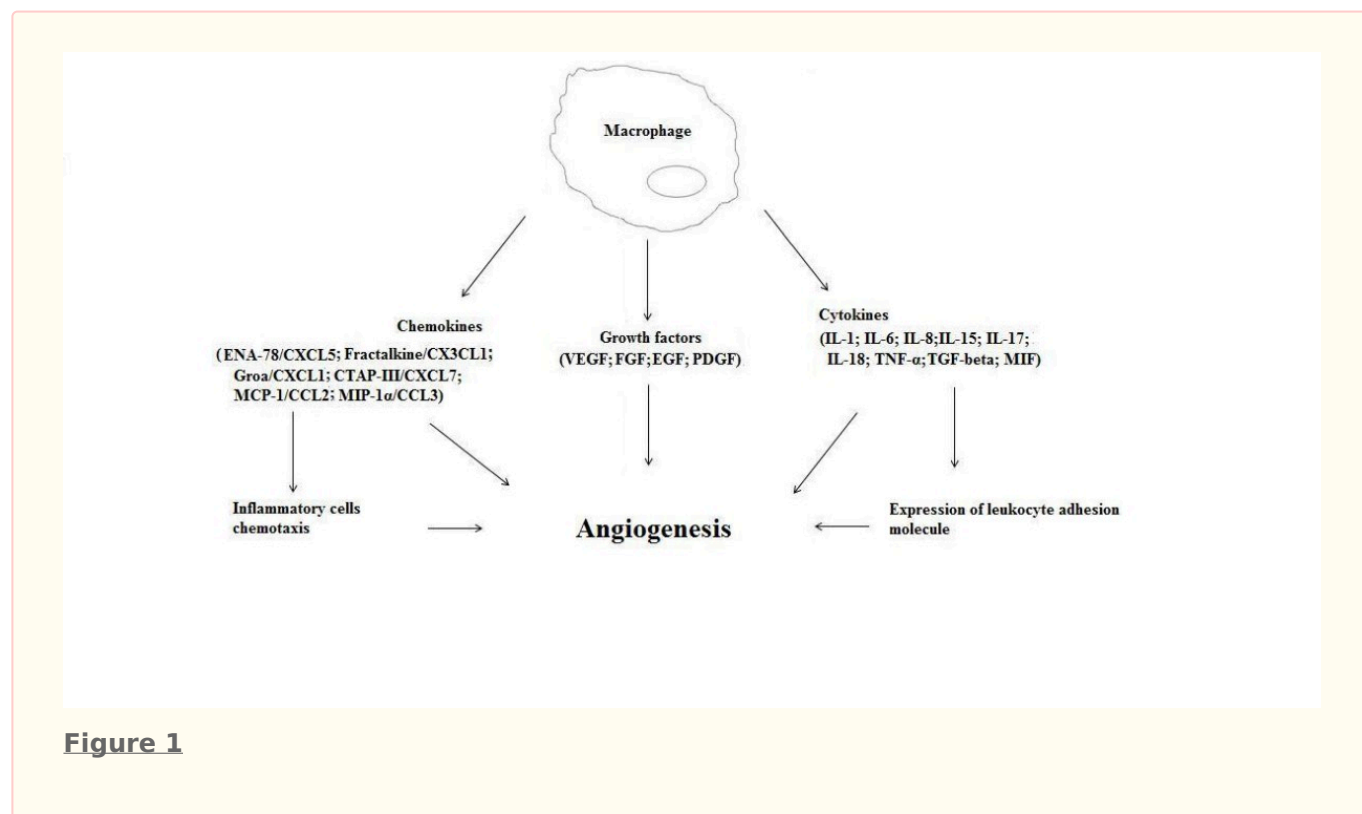 Macrophage
Chemokines
(ENA-78/CXCL5; Fractalkine/CX3CL1;
Groa/CXCL1; CTAP-III/CXCL7;
MCP-1/CCL2; MIP-1α/CCL3)
Growth factors
(VEGF; FGF;EGF; PDGF)
Cytokines
(IL-1; IL-6; IL-8;IL-15; IL-17;
IL-18; TNF-α;TGF-beta; MIF)
Inflammatory cells
chemotaxis
Angiogenesis
Expression of leukocyte adhesion
molecule
Figure 1